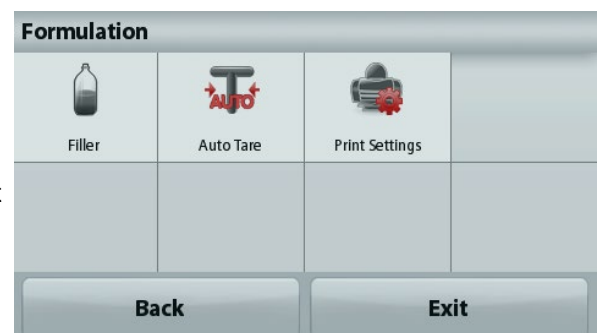 Formulation
AUTO
Filler
Auto Tare
Print Settings
Back
Exit